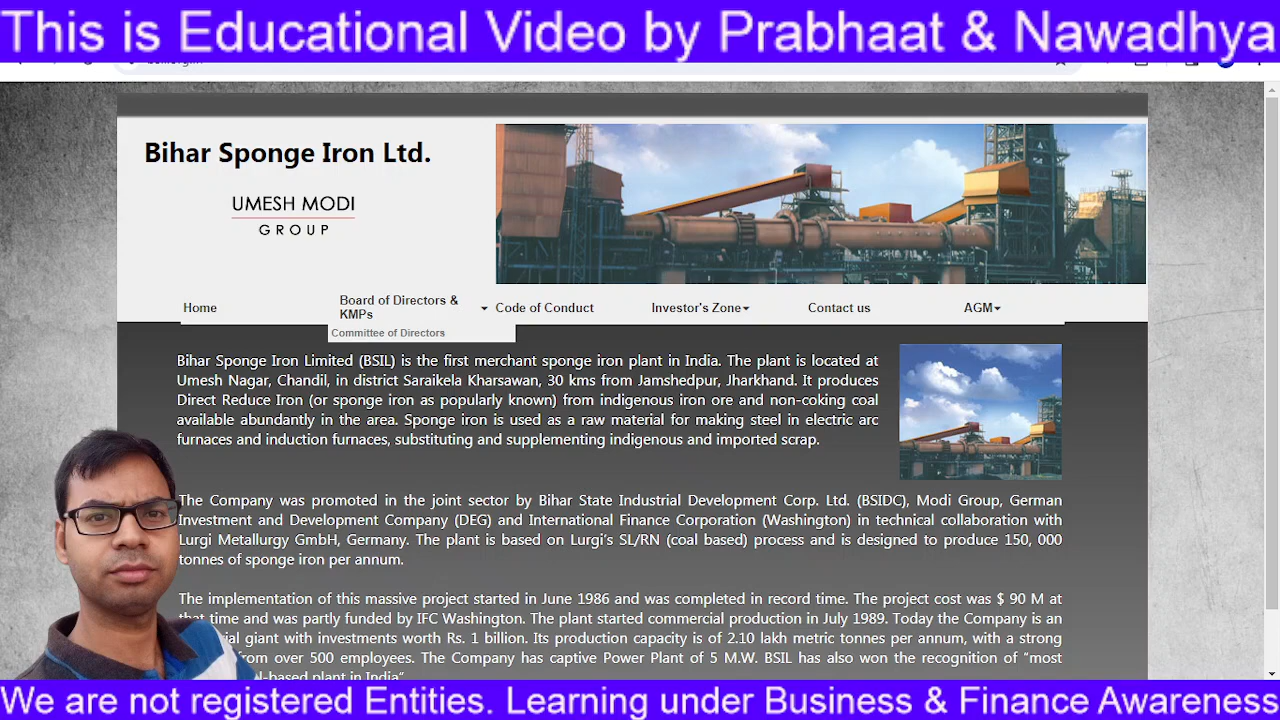 This is Educational Video by Prabhaat & Nawadhya
Bihar Sponge Iron Ltd.
UMESH MODI
GROUP
Home
Board of Directors &
KMPs
Code of Conduct
Investor's Zone
Contact us
AGM
Committee of Directors
Bihar Sponge Iron Limited (BSIL) is the first merchant sponge iron plant in India. The plant is located at
Umesh Nagar, Chandil, in district Saraikela Kharsawan, 30 kms from Jamshedpur, Jharkhand. It produces
Direct Reduce Iron (or sponge iron as popularly known) from indigenous iron ore and non-coking coal
available abundantly in the area. Sponge iron is used as a raw material for making steel in electric arc
furnaces and induction furnaces, substituting and supplementing indigenous and imported scrap.
The Company was promoted in the joint sector by Bihar State Industrial Development Corp. Ltd. (BSIDC), Modi Group, German
Investment and Development Company (DEG) and International Finance Corporation (Washington) in technical collaboration with
Lurgi Metallurgy GmbH, Germany. The plant is based on Lurgi's SL/RN (coal based) process and is designed to produce 150, 000
tonnes of sponge iron per annum.
The implementation of this massive project started in June 1986 and was completed in record time. The project cost was $ 90 M at
that time and was partly funded by IFC Washington. The plant started commercial production in July 1989. Today the Company is an
giant with investments worth Rs. 1 billion. Its production capacity is of 2.10 lakh metric tonnes per annum, with a strong
from over 500 employees. The Company has captive Power Plant of 5 M.W. BSIL has also won the recognition of "most
-based plant in India"
We are not registered Entities. Learning under Business & Finance Awareness